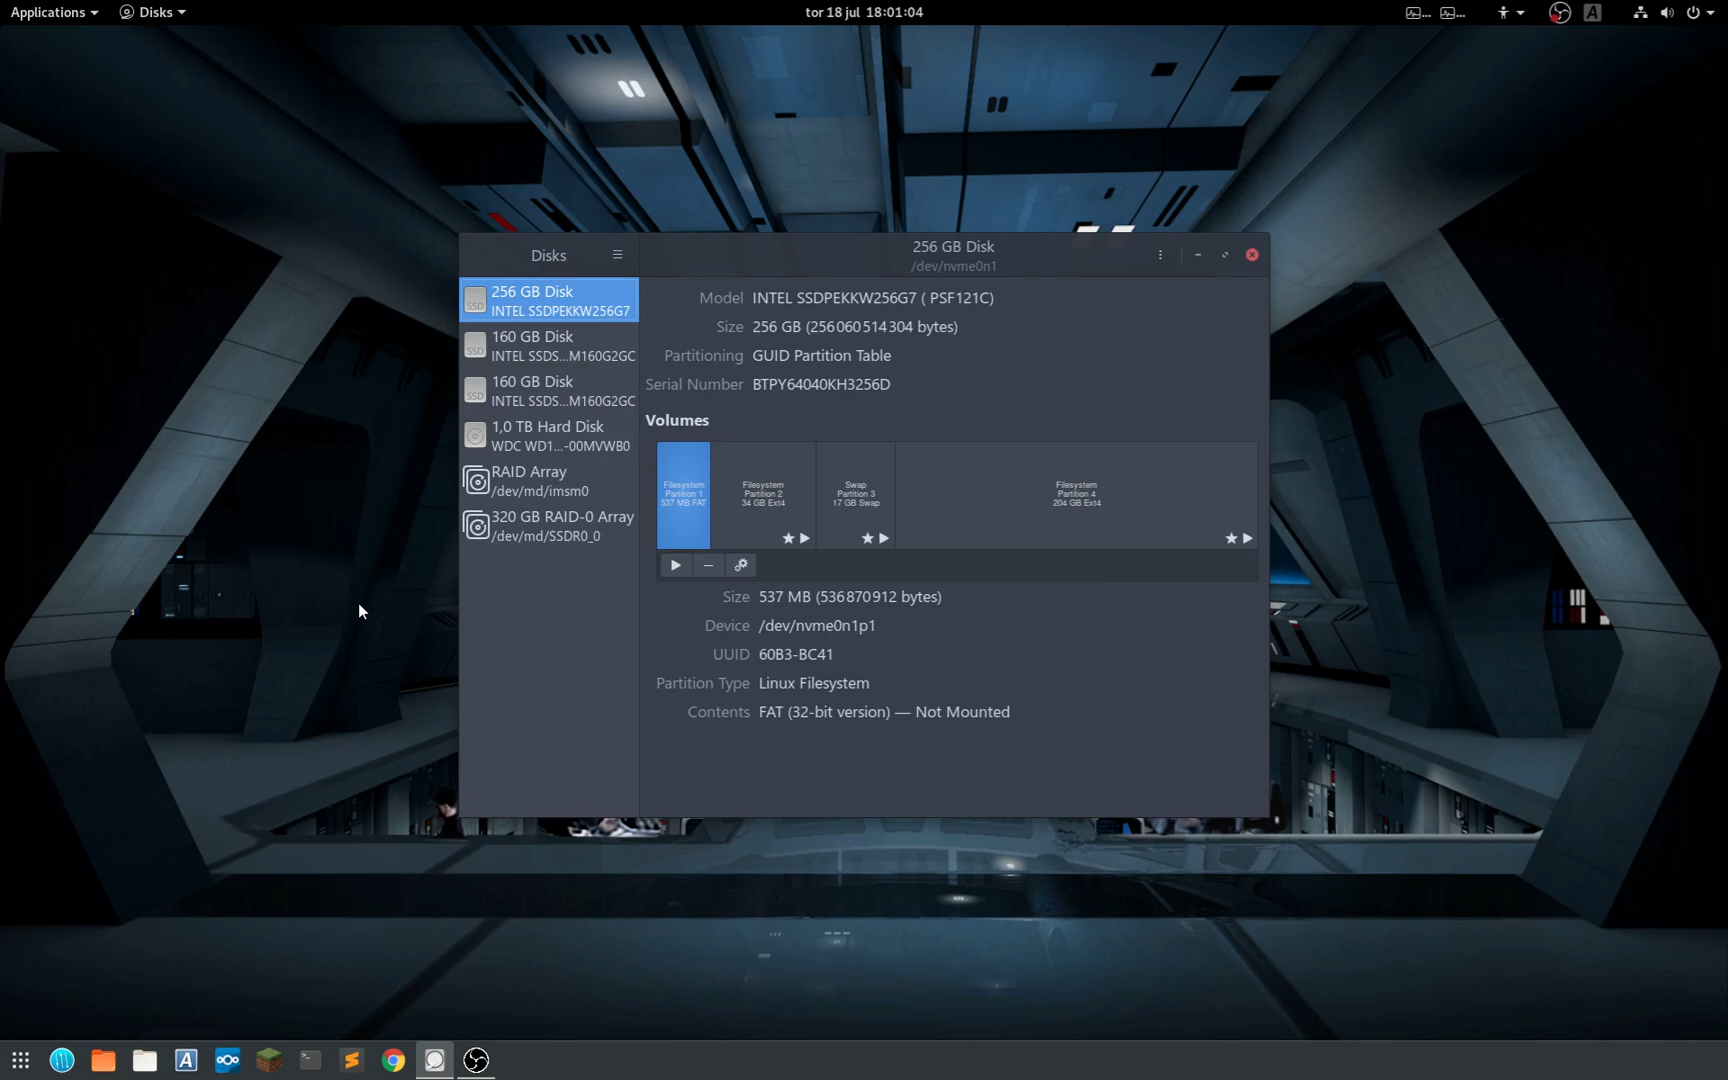 Applications Disks tor 18 jul 18:01:04
Disks
256 GB Disk
/dev/nvme0n1
256 GB Disk
INTEL SSDPEKKW256G7
160 GB Disk
INTEL SSDS...M160G2GC
160 GB Disk
INTEL SSDS...M160G2GC
1,0 TB Hard Disk
WDC WD1...-00MVWB0
RAID Array
/dev/md/imsm0
320 GB RAID-0 Array
/dev/md/SSDR0_0
Model INTEL SSDPEKKW256G7 ( PSF121C)
Size 256 GB (256060514304 bytes)
Partitioning GUID Partition Table
Serial Number BTPY64040KH3256D
Volumes
Filesystem
Partition 1
537 MB FAT
Filesystem
Partition 2
34 GB Ext4
Swap
Partition 3
17 GB Swap
Filesystem
Partition 4
204 GB Ext4
Size 537 MB (536870912 bytes)
Device /dev/nvme0n1p1
UUID 60B3-BC41
Partition Type Linux Filesystem
Contents FAT (32-bit version) — Not Mounted